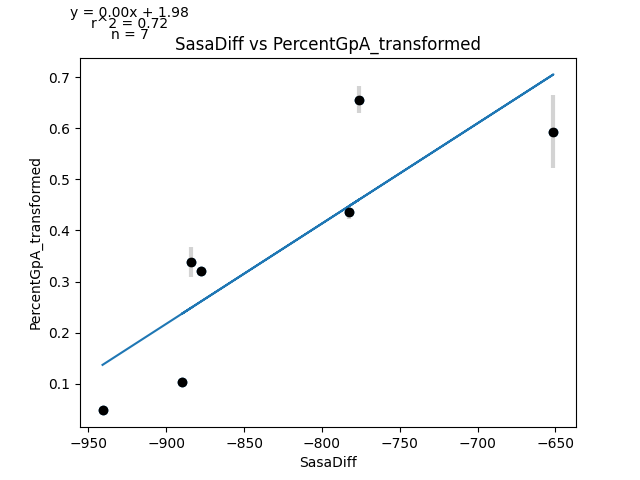 y = 0.00x + 1.98
r^2 = 0.72
n = 7
SasaDiff vs PercentGpA_transformed
PercentGpA_transformed
0.7
0.6
0.5
0.4
0.3
0.2
0.1
−950 −900 −850 −800 −750 −700 −650
SasaDiff